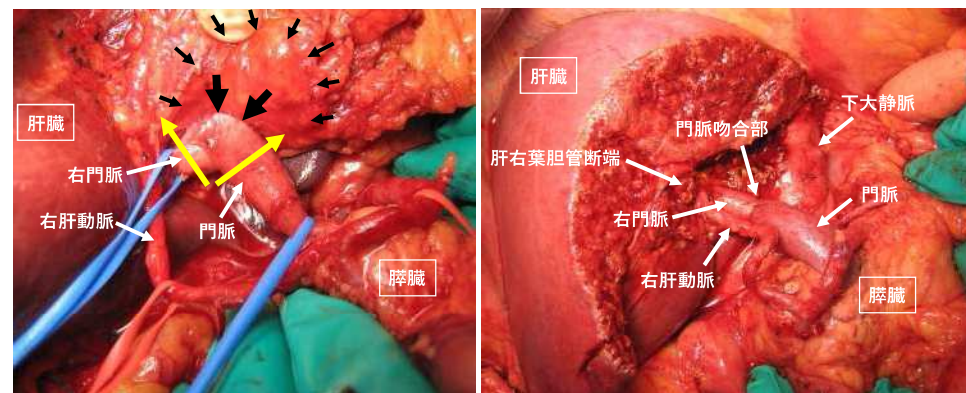 肝臓
右門脈
右肝動脈
門脈
膵臓
肝臓
下大静脈
門脈吻合部
肝右葉胆管断端
門脈
右門脈
右肝動脈
膵臓